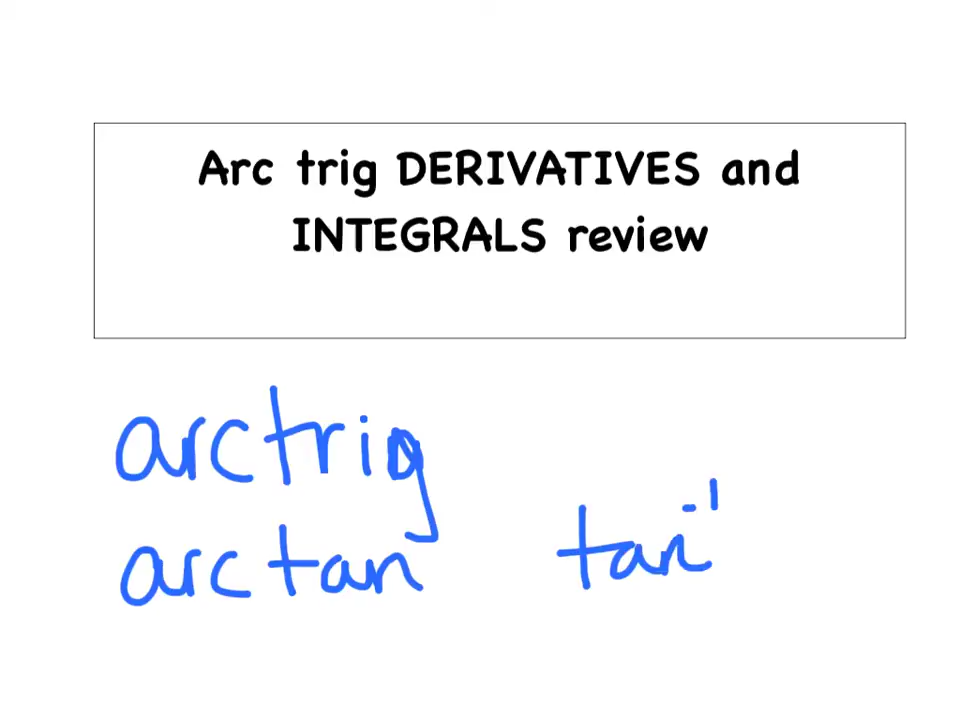 Arc trig DERIVATIVES and
INTEGRALS review
arctrig
arctan tan⁻¹